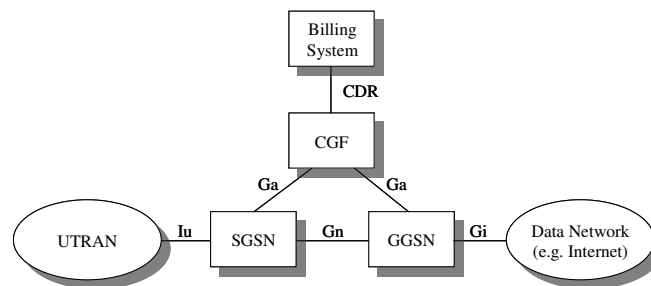 Billing
System
CDR
CGF
Ga
Ga
UTRAN
Iu
SGSN
Gn
GGSN
Gi
Data Network
(e.g. Internet)